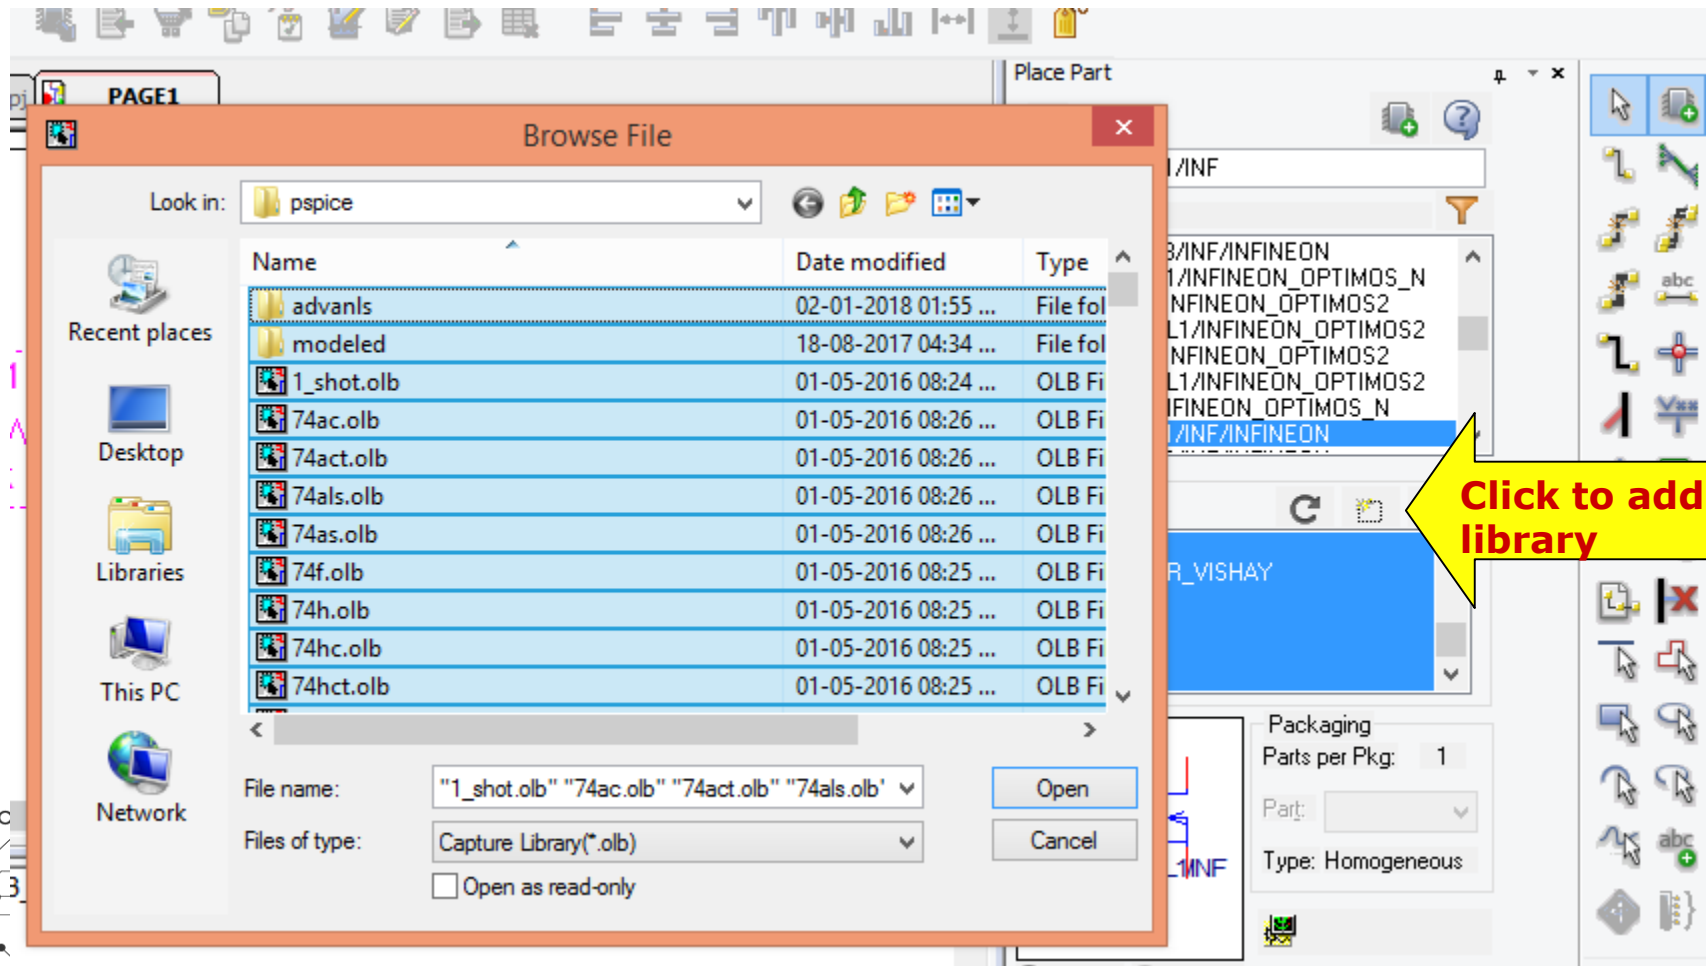 Place Part
PAGE1
Browse File
1/INF
Look in:
pspice
Name
Date modified
Type
advanls
02-01-2018 01:55 ...
File fol
modeled
18-08-2017 04:34 ...
File fol
1_shot.olb
01-05-2016 08:24 ...
OLB Fi
74ac.olb
01-05-2016 08:26 ...
OLB Fi
74act.olb
01-05-2016 08:26 ...
OLB Fi
74als.olb
01-05-2016 08:26 ...
OLB Fi
74as.olb
01-05-2016 08:26 ...
OLB Fi
74f.olb
01-05-2016 08:25 ...
OLB Fi
74h.olb
01-05-2016 08:25 ...
OLB Fi
74hc.olb
01-05-2016 08:25 ...
OLB Fi
74hct.olb
01-05-2016 08:25 ...
OLB Fi
Recent places
Desktop
Libraries
This PC
Network
File name:
"1_shot.olb" "74ac.olb" "74act.olb" "74als.olb"
Open
Files of type:
Capture Library(*.olb)
Cancel
Open as read-only
/INF/INFINEON
1/INFINEON_OPTIMOS_N
NFINEON_OPTIMOS2
L1/INFINEON_OPTIMOS2
NFINEON_OPTIMOS2
L1/INFINEON_OPTIMOS2
IFINEON_OPTIMOS_N
1/INF/INFINEON
Click to add
library
R_VISHAY
Packaging
Parts per Pkg: 1
Part:
Type: Homogeneous
abc
abc